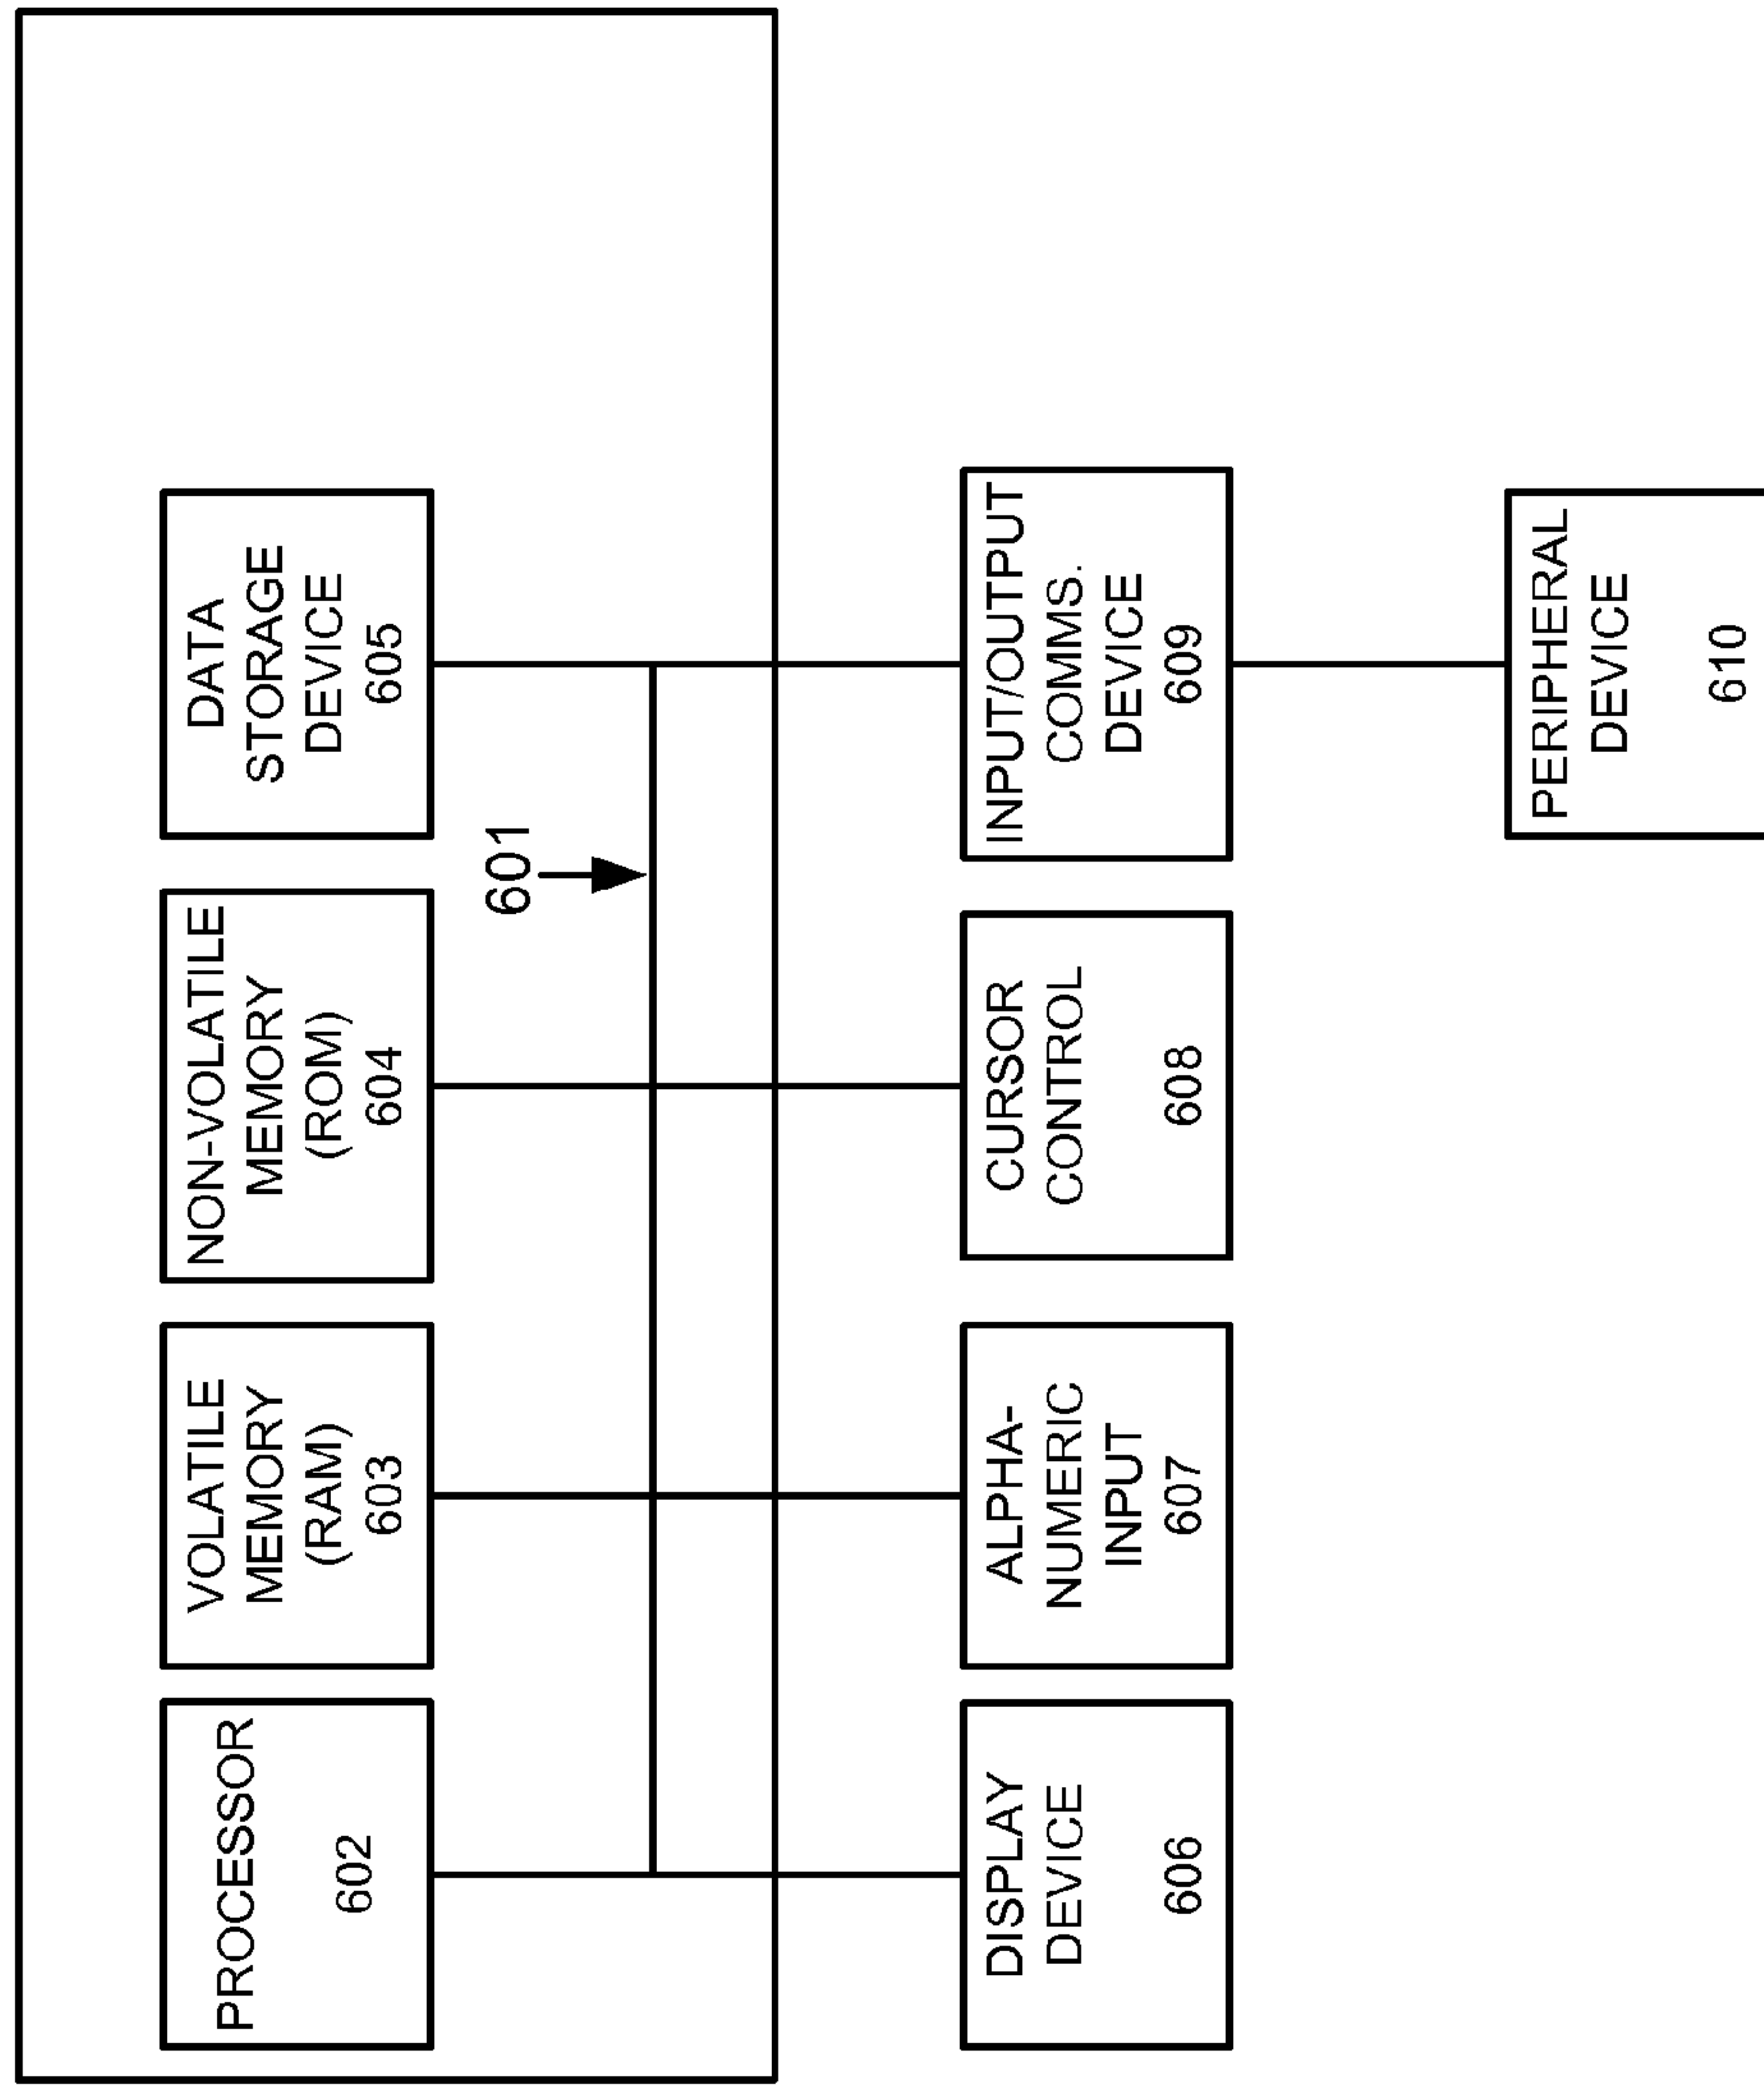 PROCESSOR
602
VOLATILE
MEMORY
(RAM)
603
NON-VOLATILE
MEMORY
(ROM)
604
DATA
STORAGE
DEVICE
605
601
DISPLAY
DEVICE
606
ALPHA-
NUMERIC
INPUT
607
CURSOR
CONTROL
608
INPUT/OUTPUT
COMMS.
DEVICE
609
PERIPHERAL
DEVICE
610